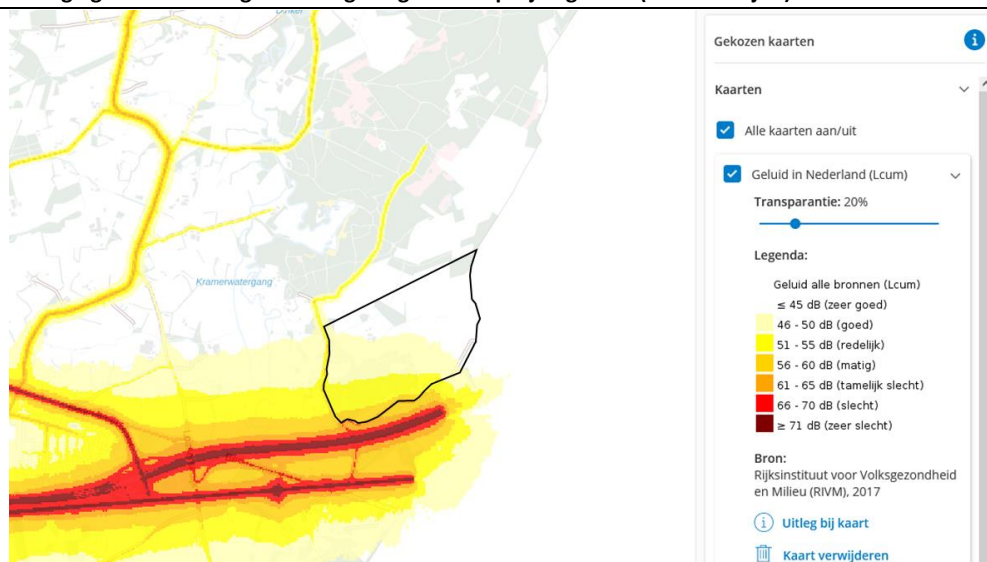 Gekozen kaarten
Kaarten
Alle kaarten aan/uit
Geluid in Nederland (Lcum)
Transparantie: 20%
Legenda:
Geluid alle bronnen (Lcum)
≤ 45 dB (zeer goed)
46 - 50 dB (goed)
51 - 55 dB (redelijk)
56 - 60 dB (matig)
61 - 65 dB (tamelijk slecht)
66 - 70 dB (slecht)
≥ 71 dB (zeer slecht)
Bron:
Rijksinstituut voor Volksgezondheid
en Milieu (RIVM), 2017
Uitleg bij kaart
Kaart verwijderen
Kramerwatergang